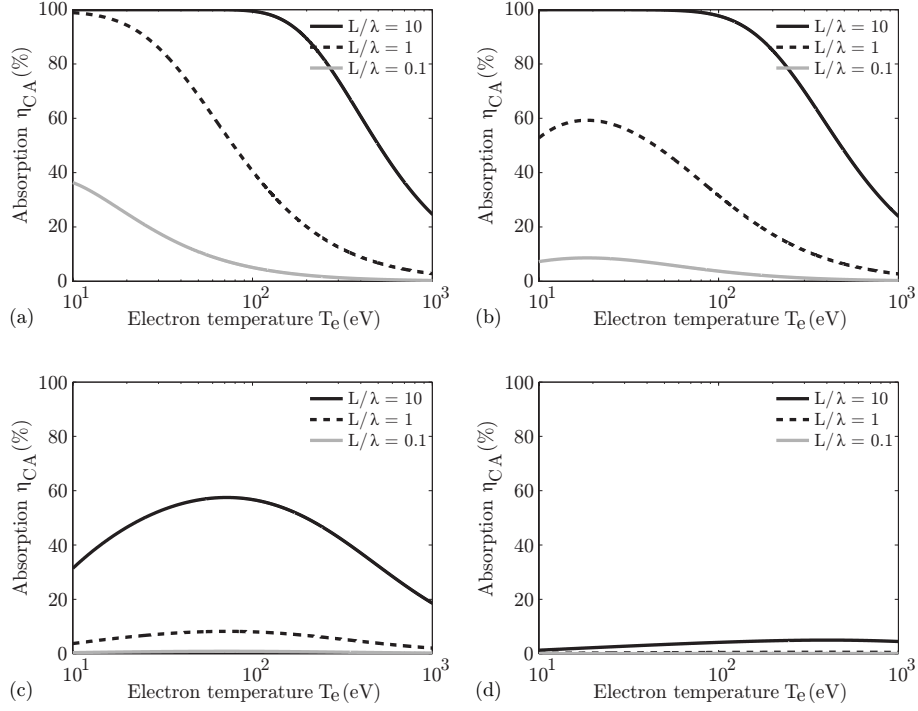 100
80
60
40
20
0
Absorption η_CA (%)
L/λ = 10
L/λ = 1
L/λ = 0.1
10^1
10^2
10^3
Electron temperature T_e (eV)
(a)
100
80
60
40
20
0
Absorption η_CA (%)
L/λ = 10
L/λ = 1
L/λ = 0.1
10^1
10^2
10^3
Electron temperature T_e (eV)
(b)
100
80
60
40
20
0
Absorption η_CA (%)
L/λ = 10
L/λ = 1
L/λ = 0.1
10^1
10^2
10^3
Electron temperature T_e (eV)
(c)
100
80
60
40
20
0
Absorption η_CA (%)
L/λ = 10
L/λ = 1
L/λ = 0.1
10^1
10^2
10^3
Electron temperature T_e (eV)
(d)